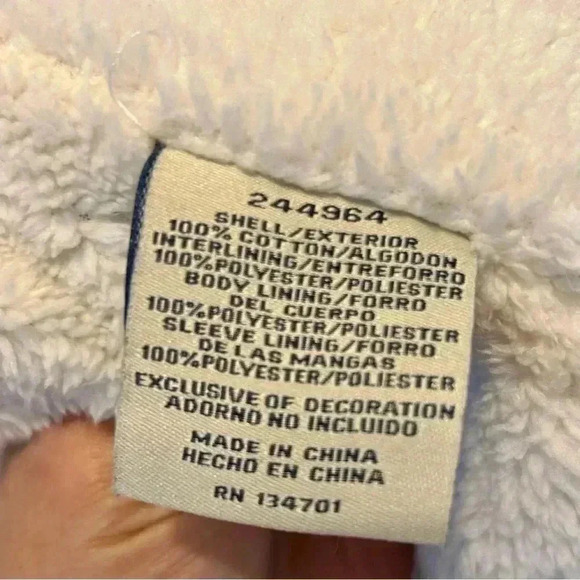 244964
SHELL/EXTERIOR
100% COTTON/ALGODON
INTERLINING/ENTREFORRO
100%POLYESTER/POLIESTER
BODY LINING/FORRO
DEL CUERPO
100%POLYESTER/POLIESTER
SLEEVE LINING/FORRO
DE LAS MANGAS
100%POLYESTER/POLIESTER
EXCLUSIVE OF DECORATION
ADORNO NO INCLUIDO
MADE IN CHINA
HECHO EN CHINA
RN 134701